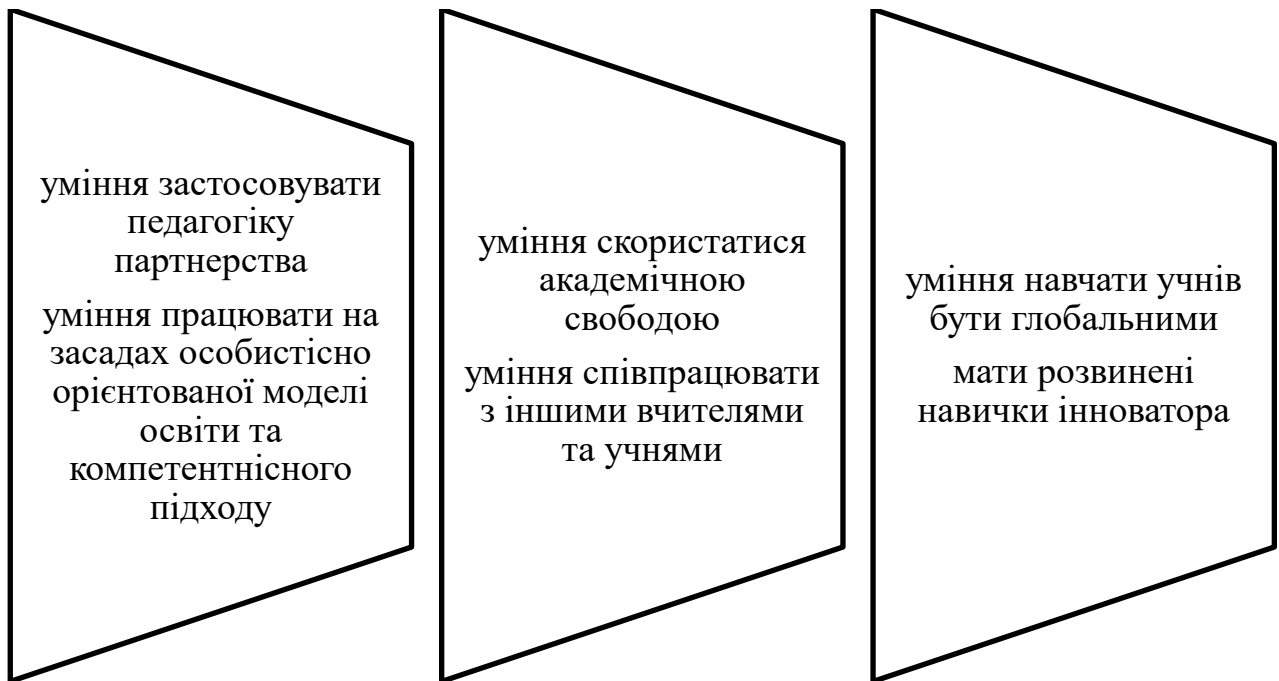 уміння застосовувати
педагогіку
партнерства
уміння працювати на
засадах особистісно
орієнтованої моделі
освіти та
компетентнісного
підходу
уміння скористатися
академічною
свободою
уміння співпрацювати
з іншими вчителями
та учнями
уміння навчати учнів
бути глобальними
мати розвинені
навички інноватора